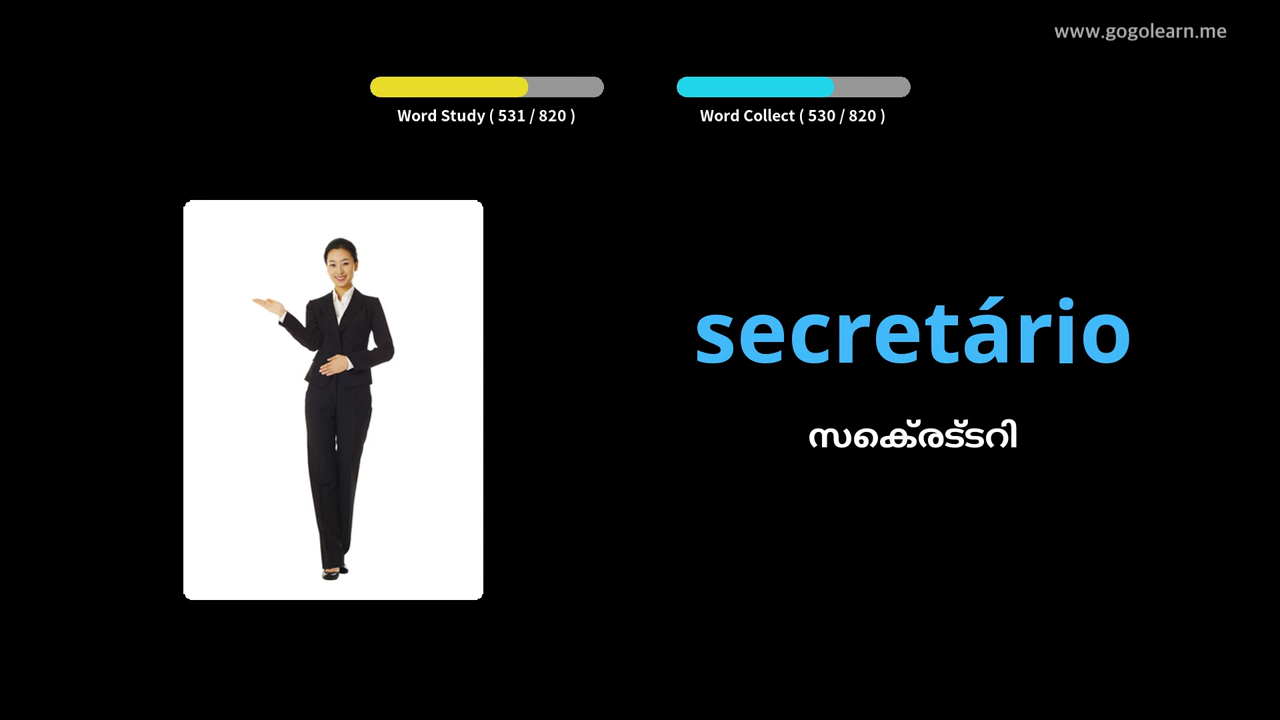 www.gogolearn.me
Word Study ( 531 / 820 )
Word Collect ( 530 / 820 )
secretário
സക്രെട്ടറി